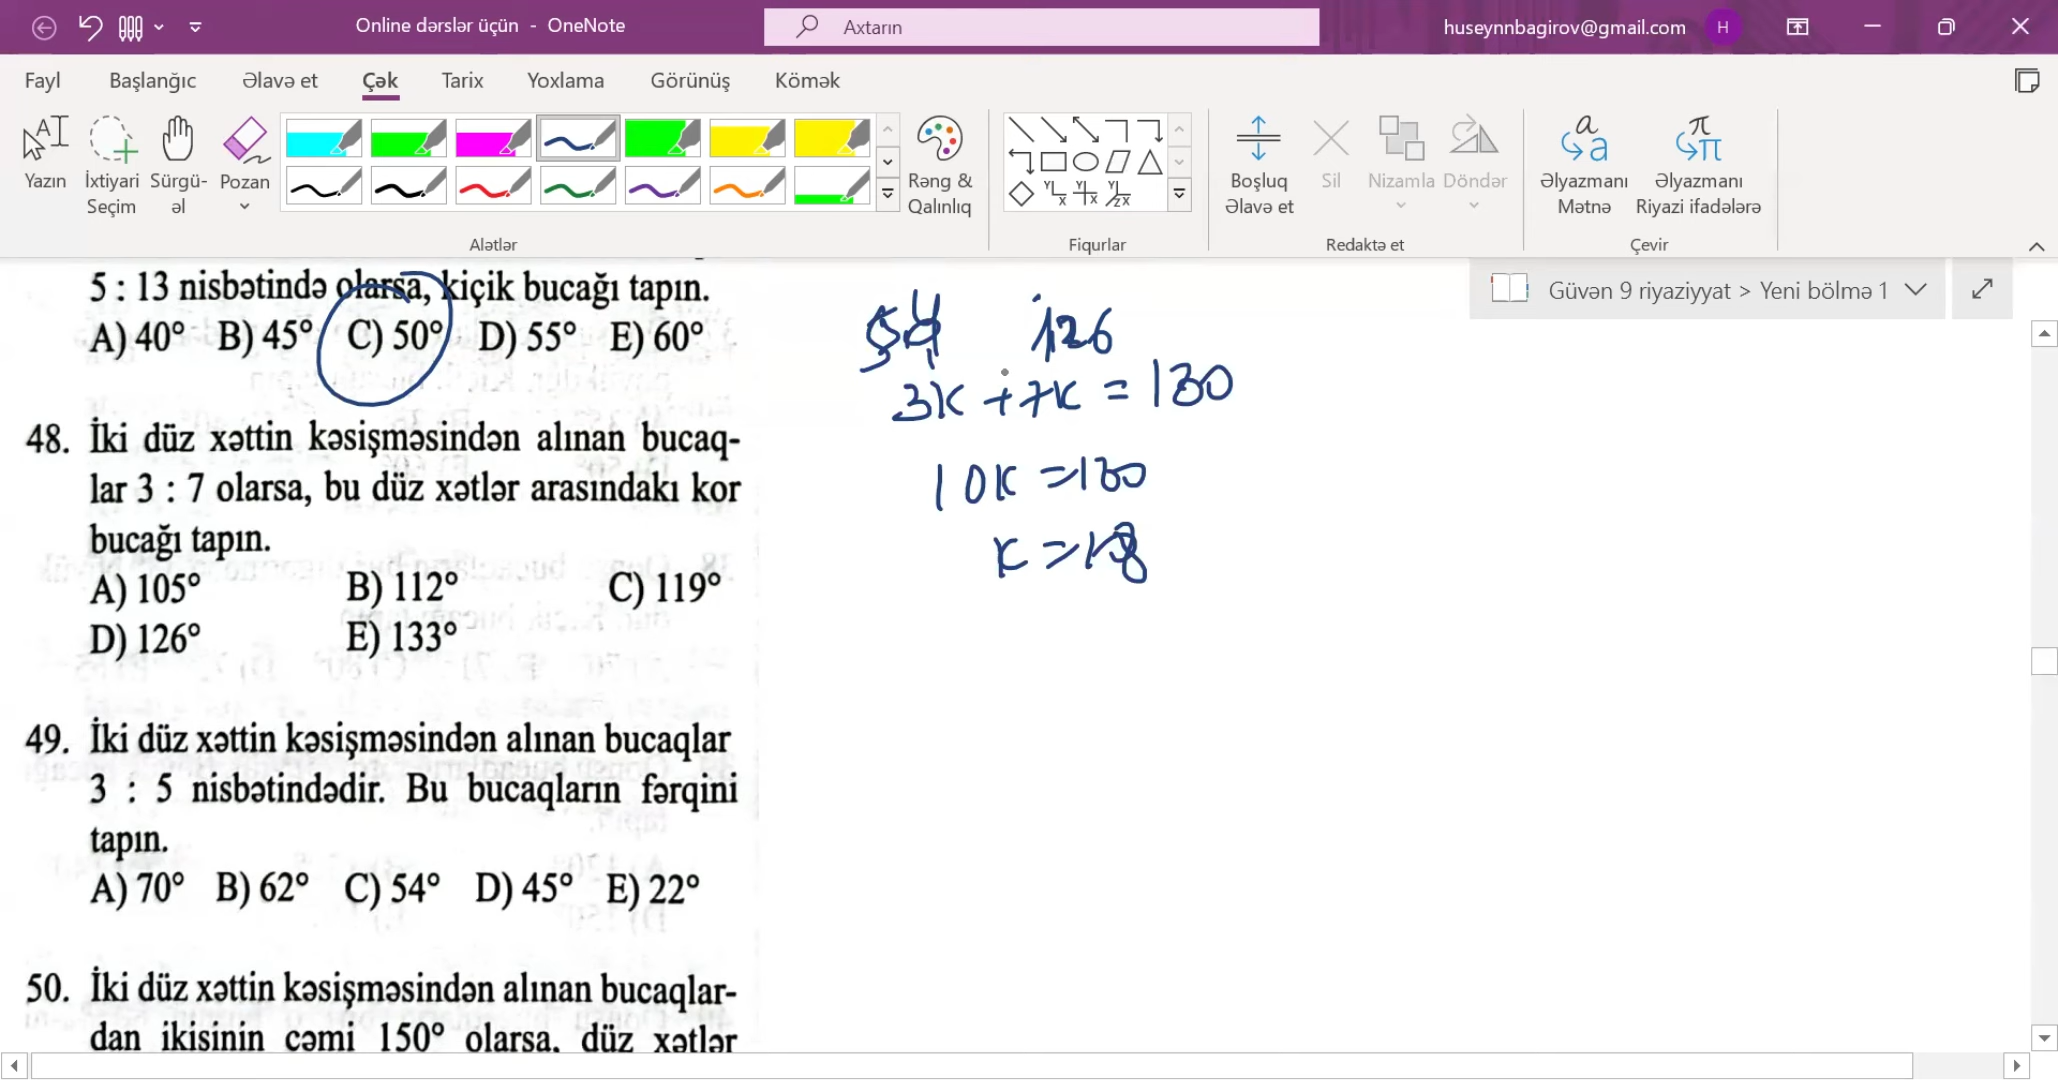 Online dərslər üçün - OneNote
Axtarın
huseynnbagirov@gmail.com
H
Fayl Başlanğıc Əlavə et Çək Tarix Yoxlama Görünüş Kömək
Yazın
İxtiyari Seçim
Sürgü-əl
Pozan
Rəng & Qalınlıq
Boşluq Əlavə et
Sil
Nizamla
Döndər
Əlyazmanı Mətnə
Əlyazmanı Riyazi ifadələrə
Alətlər
Fiqurlar
Redaktə et
Çevir
Güvən 9 riyaziyyat > Yeni bölmə 1
5 : 13 nisbətində olarsa, kiçik bucağı tapın.
A) 40° B) 45° C) 50° D) 55° E) 60°
48. İki düz xəttin kəsişməsindən alınan bucaq-
lar 3 : 7 olarsa, bu düz xətlər arasındakı kor
bucağı tapın.
A) 105° B) 112° C) 119°
D) 126° E) 133°
49. İki düz xəttin kəsişməsindən alınan bucaqlar
3 : 5 nisbətindədir. Bu bucaqların fərqini
tapın.
A) 70° B) 62° C) 54° D) 45° E) 22°
50. İki düz xəttin kəsişməsindən alınan bucaqlar-
dan ikisinin cəmi 150° olarsa, düz xətlər
54 126
3k + 7k = 180
10k = 180
k = 18